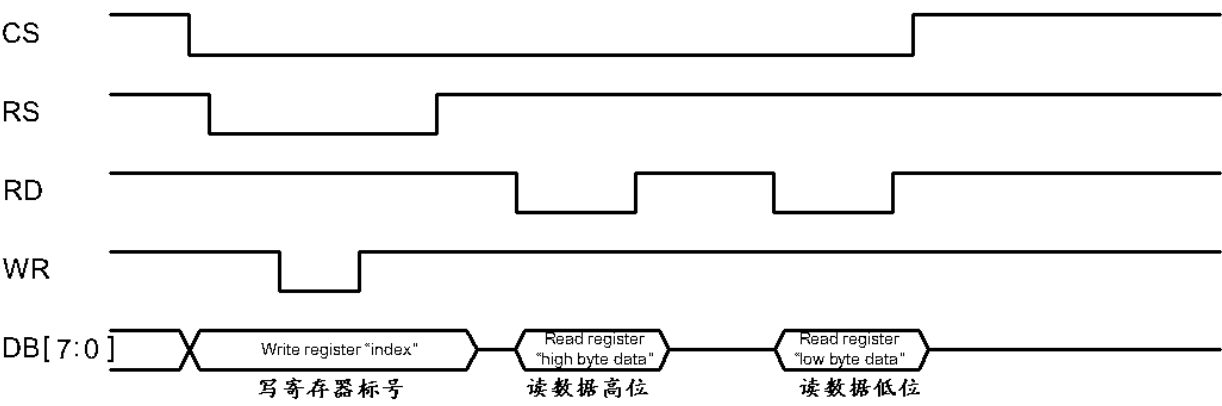 CS
RS
RD
WR
DB[7:0]
Write register "index"
Read register
"high byte data"
Read register
"low byte data"
写寄存器标号
读数据高位
读数据低位